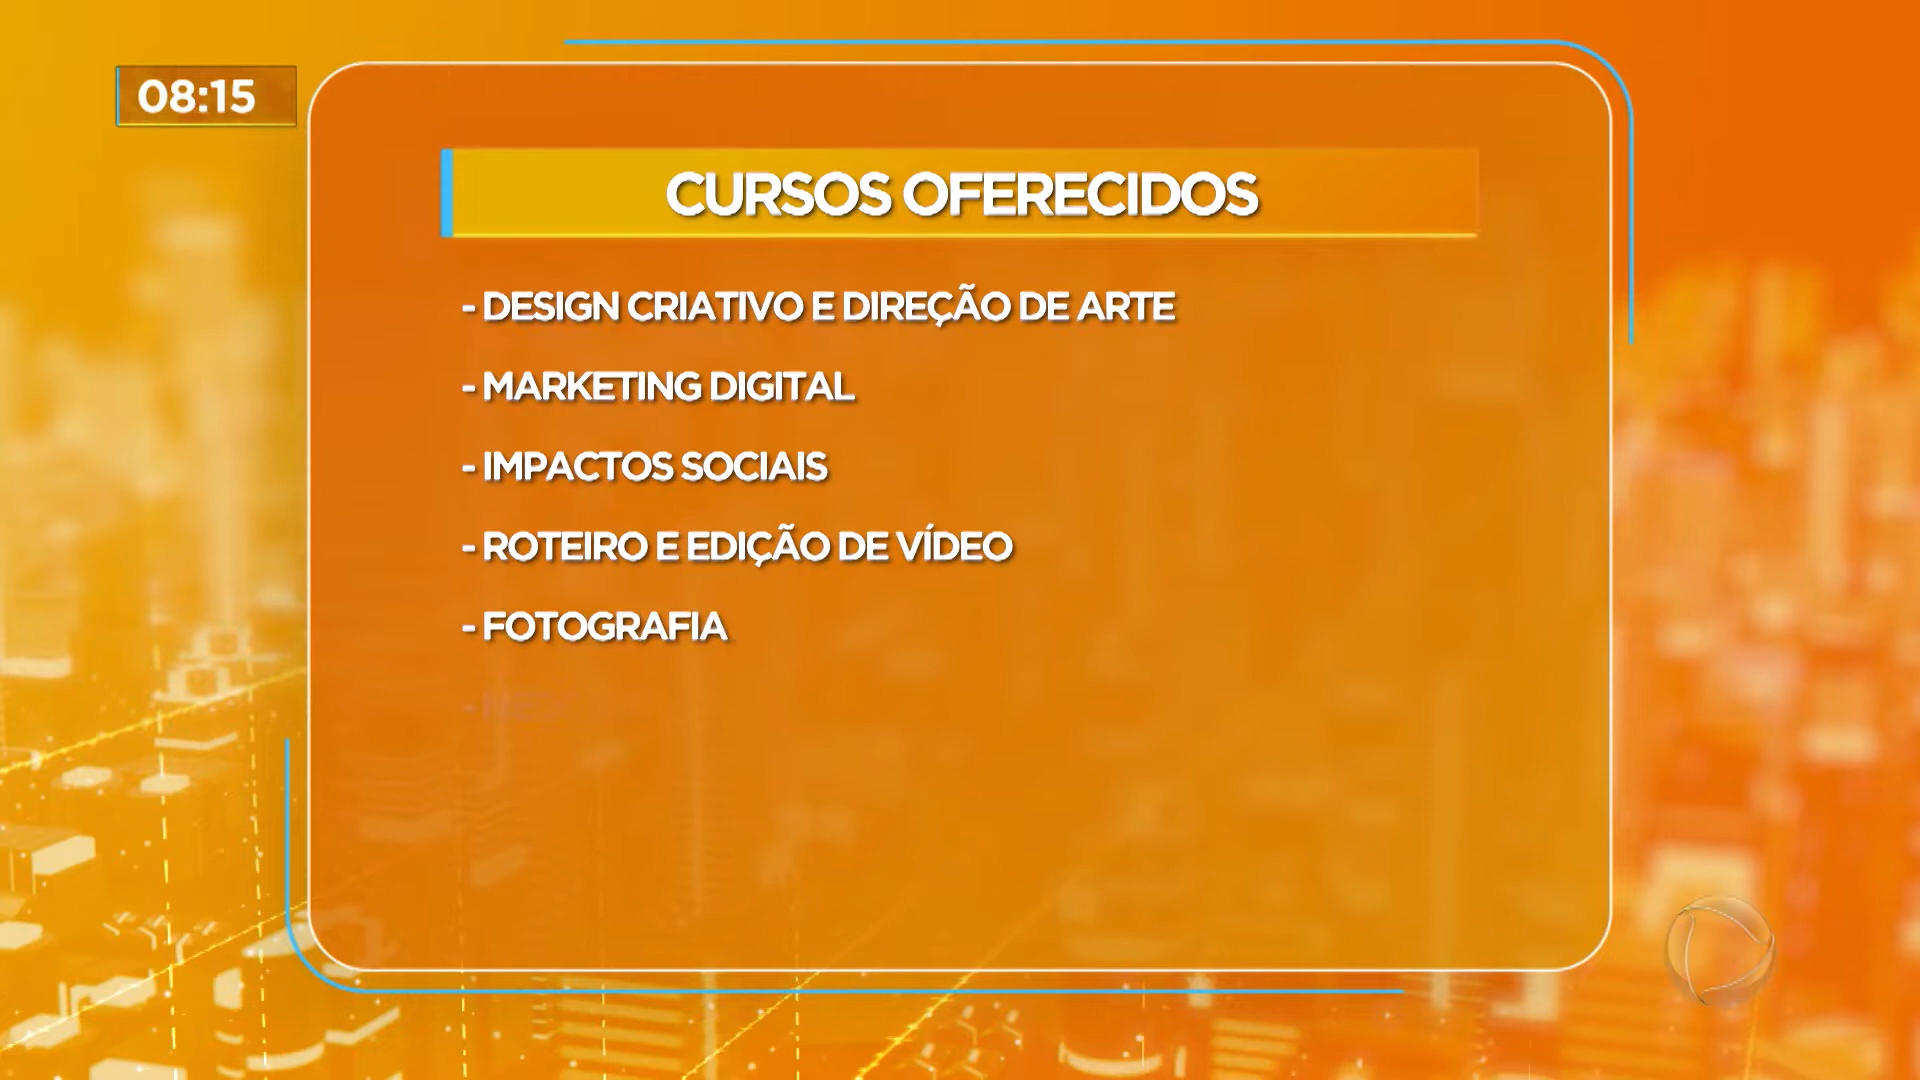 08:15
CURSOS OFERECIDOS
- DESIGN CRIATIVO E DIREÇÃO DE ARTE
- MARKETING DIGITAL
- IMPACTOS SOCIAIS
- ROTEIRO E EDIÇÃO DE VÍDEO
- FOTOGRAFIA